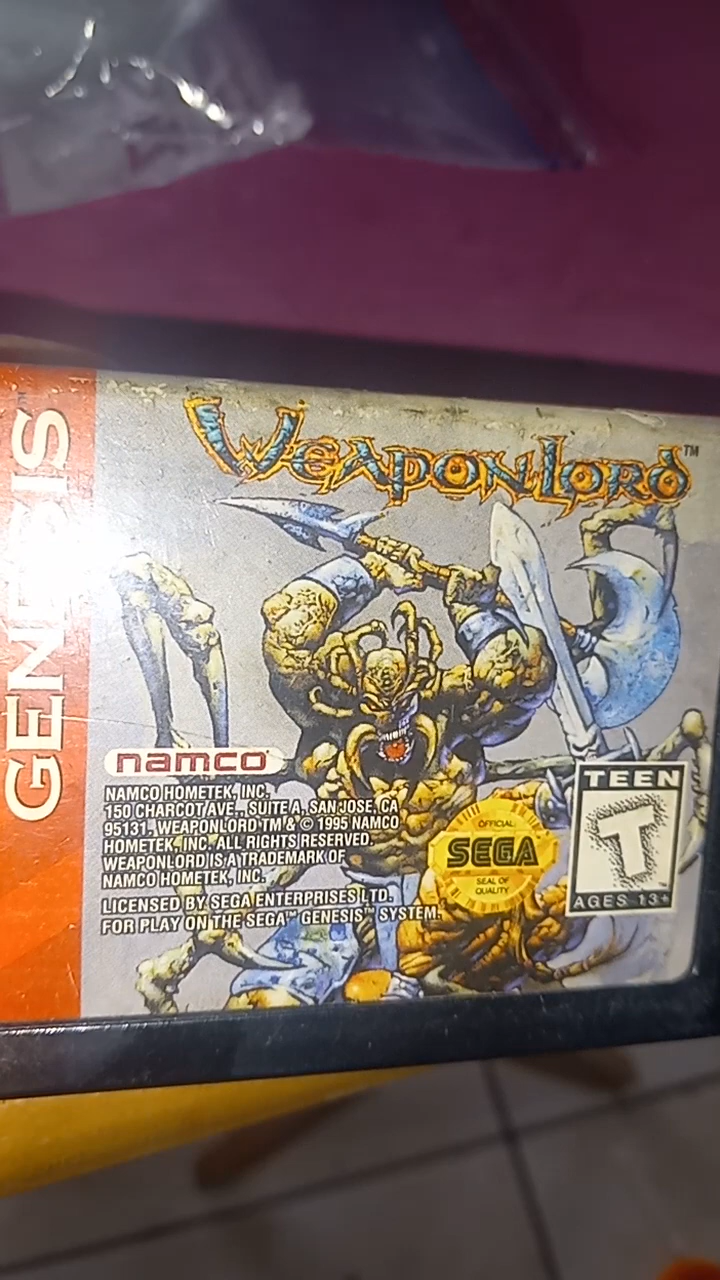 GENESIS™
WEAPONLORD™
namco®
NAMCO HOMETEK, INC.
150 CHARCOT AVE., SUITE A, SAN JOSE, CA
95131. WEAPONLORD TM & © 1995 NAMCO
HOMETEK, INC. ALL RIGHTS RESERVED.
WEAPONLORD IS A TRADEMARK OF
NAMCO HOMETEK, INC.
LICENSED BY SEGA ENTERPRISES LTD.
FOR PLAY ON THE SEGA™ GENESIS™ SYSTEM.
OFFICIAL
SEGA
SEAL OF
QUALITY
TEEN
T
AGES 13+